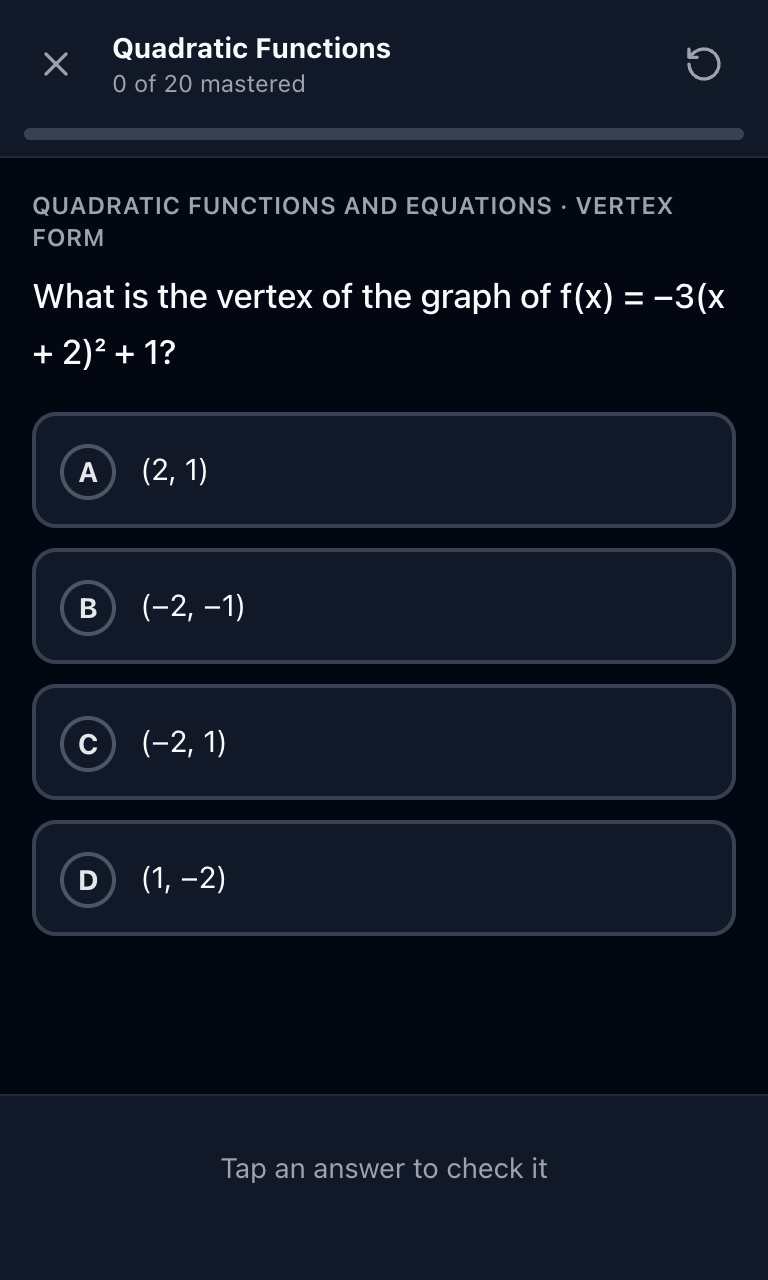 Quadratic Functions
0 of 20 mastered
QUADRATIC FUNCTIONS AND EQUATIONS · VERTEX
FORM
What is the vertex of the graph of f(x) = −3(x
+ 2)² + 1?
A (2, 1)
B (−2, −1)
C (−2, 1)
D (1, −2)
Tap an answer to check it